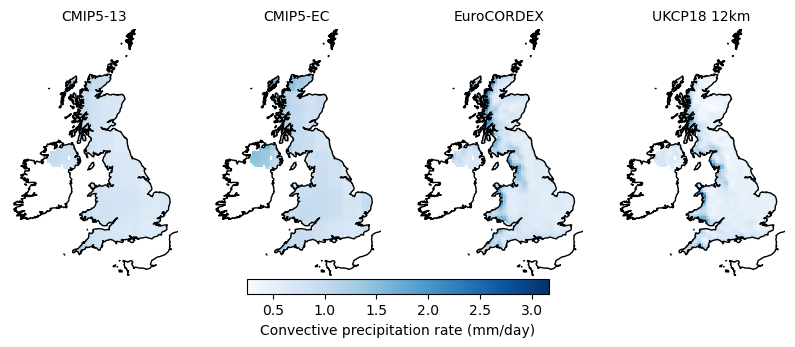 CMIP5-13
CMIP5-EC
EuroCORDEX
UKCP18 12km
0.5
1.0
1.5
2.0
2.5
3.0
Convective precipitation rate (mm/day)